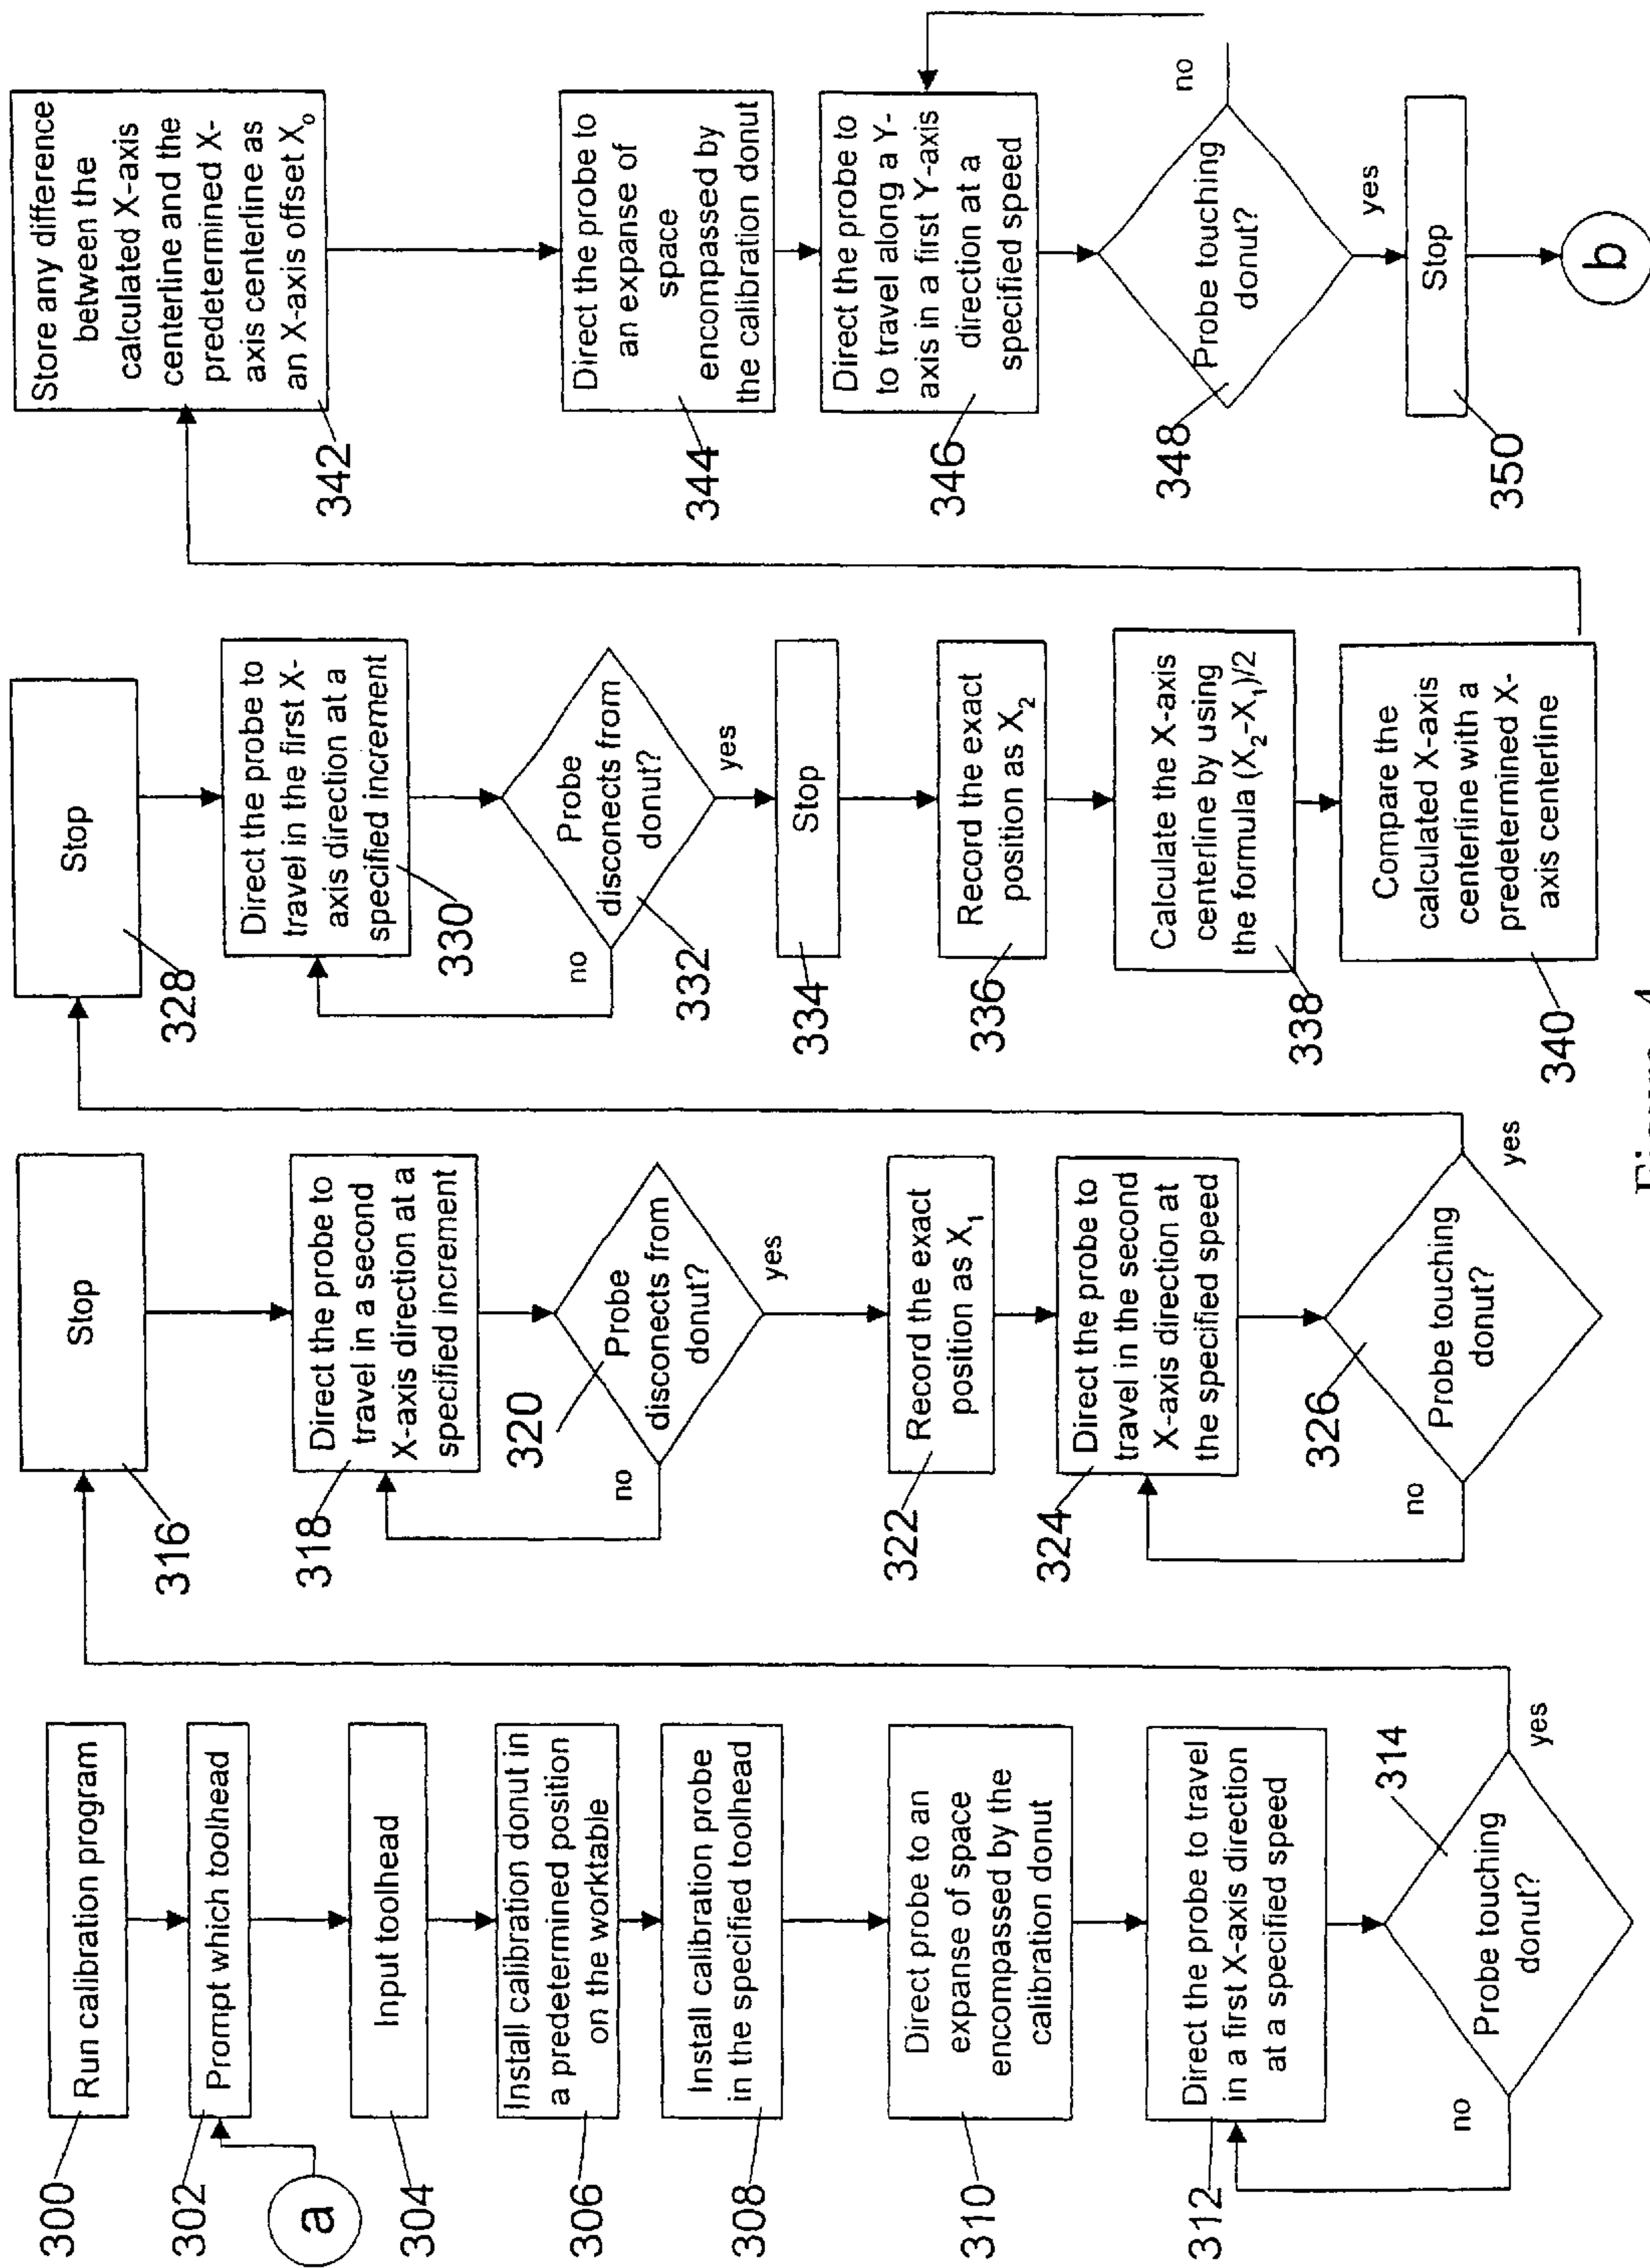 300
Run calibration program
302
Prompt which toolhead
a
304
Input toolhead
306
Install calibration donut in
a predetermined position
on the worktable
308
Install calibration probe
in the specified toolhead
310
Direct probe to an
expanse of space
encompassed by the
calibration donut
312
Direct the probe to travel
in a first X-axis direction
at a specified speed
314
Probe touching
donut?
no
yes
Stop
316
Direct the probe to
travel in a second
X-axis direction at a
specified increment
318
320
Probe
disconects from
donut?
no
yes
322
Record the exact
position as X₁
324
Direct the probe to
travel in the second
X-axis direction at
the specified speed
326
Probe touching
donut?
no
yes
Stop
328
Direct the probe to
travel in the first X-
axis direction at a
specified increment
330
Probe
disconects from
donut?
332
no
yes
Stop
334
Record the exact
position as X₂
336
Calculate the X-axis
centerline by using
the formula (X₂-X₁)/2
338
Compare the
calculated X-axis
centerline with a
predetermined X-
axis centerline
340
Store any difference
between the
calculated X-axis
centerline and the
predetermined X-
axis centerline as
an X-axis offset X₀
342
Direct the probe to
an expanse of
space
encompassed by
the calibration donut
344
Direct the probe to
to travel along a Y-
axis in a first Y-axis
direction at a
specified speed
346
Probe touching
donut?
348
no
yes
Stop
350
b
Figure 4